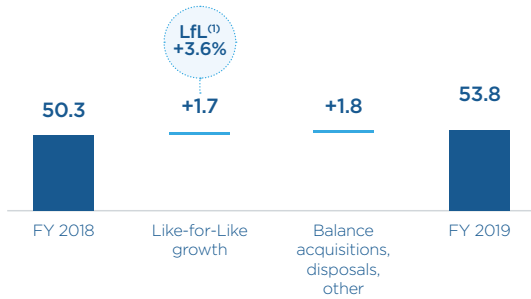 LfL(1)
+3.6%
50.3
+1.7
+1.8
53.8
FY 2018
Like-for-Like
growth
Balance
acquisitions,
disposals,
other
FY 2019